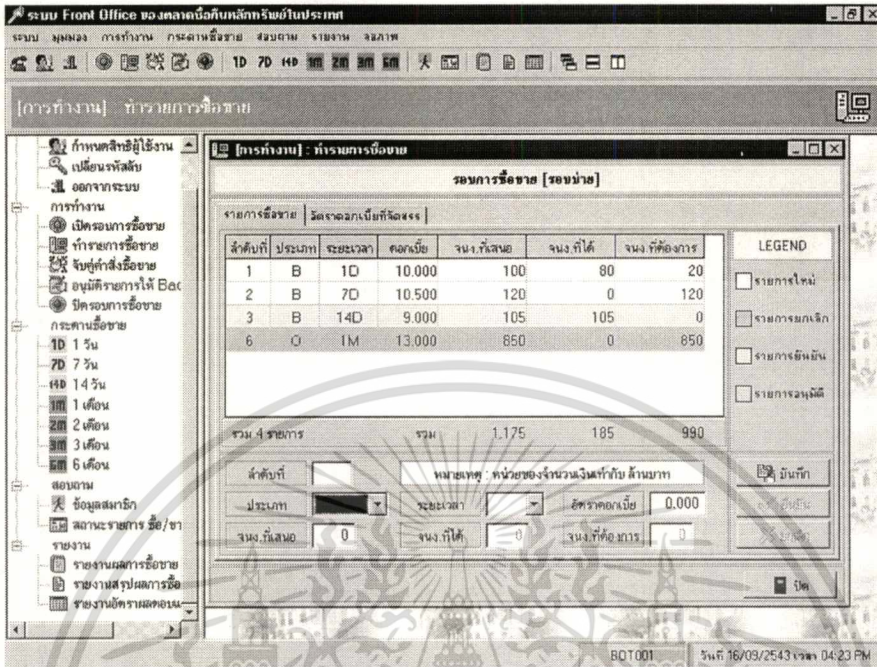 ระบบ Front Office ของตลาดซื้อคืนหลักทรัพย์ในประเทศ
ระบบ มุมมอง การทำงาน กระดานซื้อขาย สอบถาม รายงาน จอภาพ
1D 7D 14D 1m 2m 3m 6m
[การทำงาน] ทำรายการซื้อขาย
กำหนดสิทธิผู้ใช้งาน
เปลี่ยนรหัสลับ
ออกจากระบบ
การทำงาน
เปิดรอบการซื้อขาย
ทำรายการซื้อขาย
จับคู่คำสั่งซื้อขาย
อนุมัติรายการให้ Bac
ปิดรอบการซื้อขาย
กระดานซื้อขาย
1D 1 วัน
7D 7 วัน
14D 14 วัน
1m 1 เดือน
2m 2 เดือน
3m 3 เดือน
6m 6 เดือน
สอบถาม
ข้อมูลสมาชิก
สถานะรายการ ซื้อ/ขา
รายงาน
รายงานผลการซื้อขาย
รายงานสรุปผลการซื้อ
รายงานอัตราผลตอบแ
[การทำงาน] : ทำรายการซื้อขาย
รอบการซื้อขาย [รอบบ่าย]
รายการซื้อขาย อัตราดอกเบี้ยที่จัดสรร
ลำดับที่ ประเภท ระยะเวลา ดอกเบี้ย จนง.ที่เสนอ จนง.ที่ได้ จนง.ที่ต้องการ
1 B 1D 10.000 100 80 20
2 B 7D 10.500 120 0 120
3 B 14D 9.000 105 105 0
6 O 1M 13.000 850 0 850
รวม 4 รายการ รวม 1,175 185 990
LEGEND
รายการใหม่
รายการยกเลิก
รายการยืนยัน
รายการอนุมัติ
ลำดับที่ หมายเหตุ : หน่วยของจำนวนเงินเท่ากับ ล้านบาท
ประเภท ระยะเวลา อัตราดอกเบี้ย 0.000
จนง.ที่เสนอ 0 จนง.ที่ได้ 0 จนง.ที่ต้องการ 0
บันทึก
ยืนยัน
ยกเลิก
ปิด
BOT001 วันที่ 16/09/2543 เวลา 04:23 PM